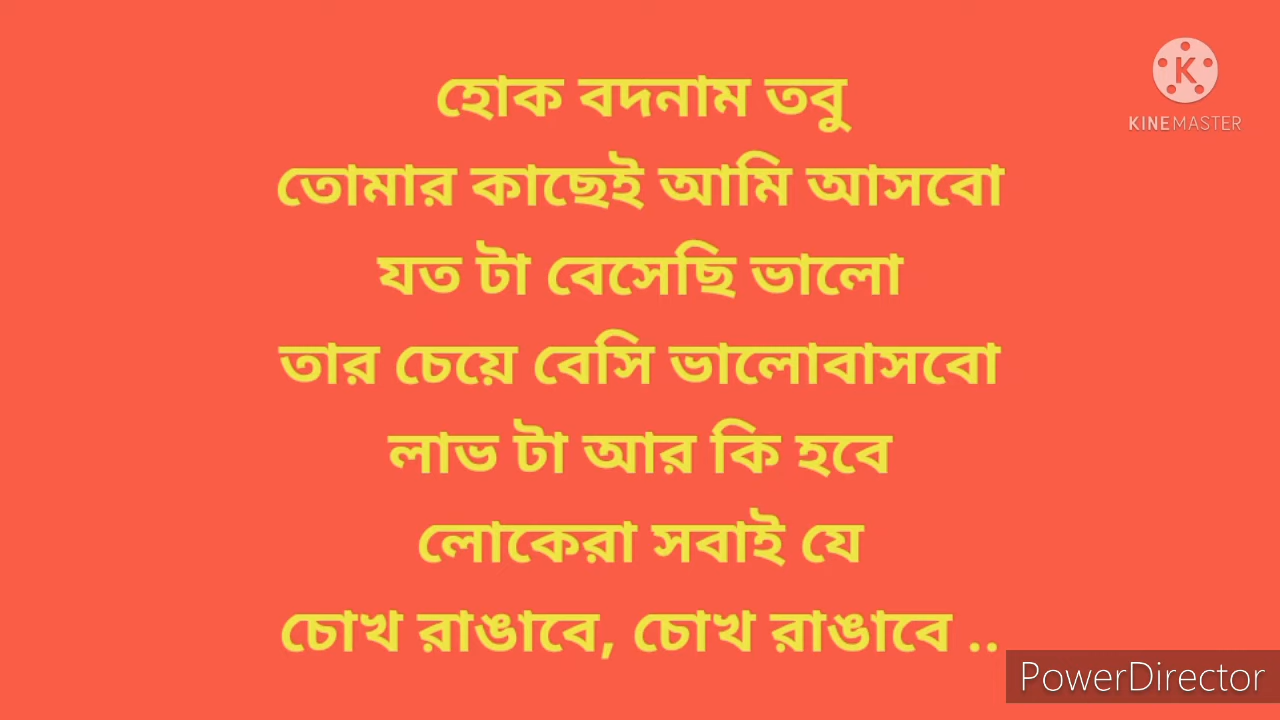 হোক বদনাম তবু
তোমার কাছেই আমি আসবো
যত টা বেসেছি ভালো
তার চেয়ে বেসি ভালোবাসবো
লাভ টা আর কি হবে
লোকেরা সবাই যে
চোখ রাঙাবে, চোখ রাঙাবে ..
K
KINEMASTER
PowerDirector